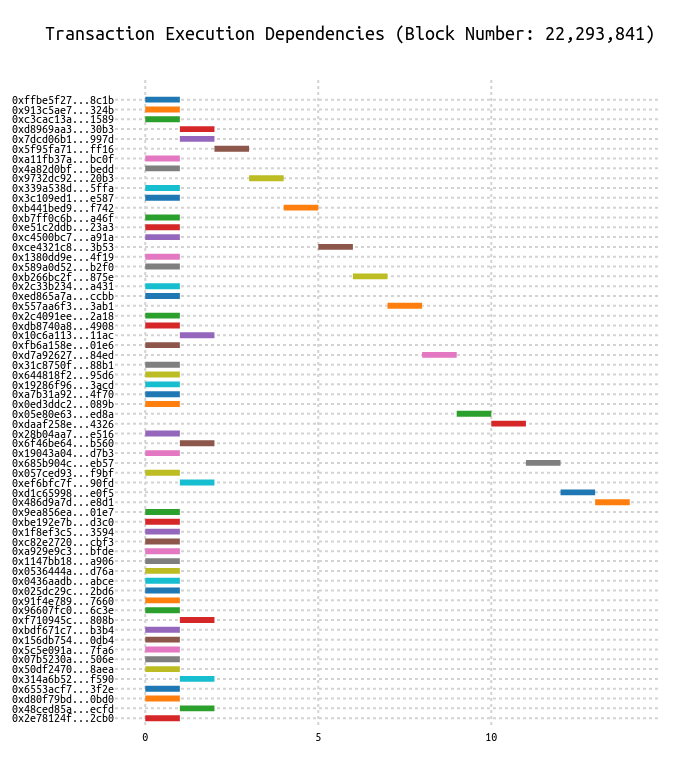 Transaction Execution Dependencies (Block Number: 22,293,841)
0xffbe5f27...8c1b
0x913c5ae7...324b
0xc3cac13a...1589
0xd8969aa3...30b3
0x7dcd06b1...997d
0x5f95fa71...ff16
0xa11fb37a...bc0f
0x4a82d0bf...bedd
0x9732dc92...20b3
0x339a538d...5ffa
0x3c109ed1...e587
0xb441bed9...f742
0xb7ff0c6b...a46f
0xe51c2ddb...23a3
0xc4500bc7...a91a
0xce4321c8...3b53
0x1380dd9e...4f19
0x589a0d52...b2f0
0xb266bc2f...875e
0x2c33b234...a431
0xed865a7a...ccbb
0x557aa6f3...3ab1
0x2c4091ee...2a18
0xdb8740a8...4908
0x10c6a113...11ac
0xfb6a158e...01e6
0xd7a92627...84ed
0x31c8750f...88b1
0x644818f2...95d6
0x19286f96...3acd
0xa7b31a92...4f70
0x0ed3ddc2...089b
0x05e80e63...ed8a
0xdaaf258e...4326
0x28b04aa7...e516
0x6f46be64...b560
0x19043a04...d7b3
0x685b904c...eb57
0x057ced93...f9bf
0xef6bfc7f...90fd
0xd1c65998...e0f5
0x486d9a7d...e8d1
0x9ea856ea...01e7
0xbe192e7b...d3c0
0x1f8ef3c5...3594
0xc82e2720...cbf3
0xa929e9c3...bfde
0x1147bb18...a906
0x0536444a...d76a
0x0436aadb...abce
0x025dc29c...2bd6
0x91f4e789...7660
0x96607fc0...6c3e
0xf710945c...808b
0xbdf671c7...b3b4
0x156db754...0db4
0x5c5e091a...7fa6
0x07b5230a...506e
0x50df2470...8aea
0x314a6b52...f590
0x6553acf7...3f2e
0xd80f79bd...0bd0
0x48ced85a...ecfd
0x2e78124f...2cb0
0 5 10